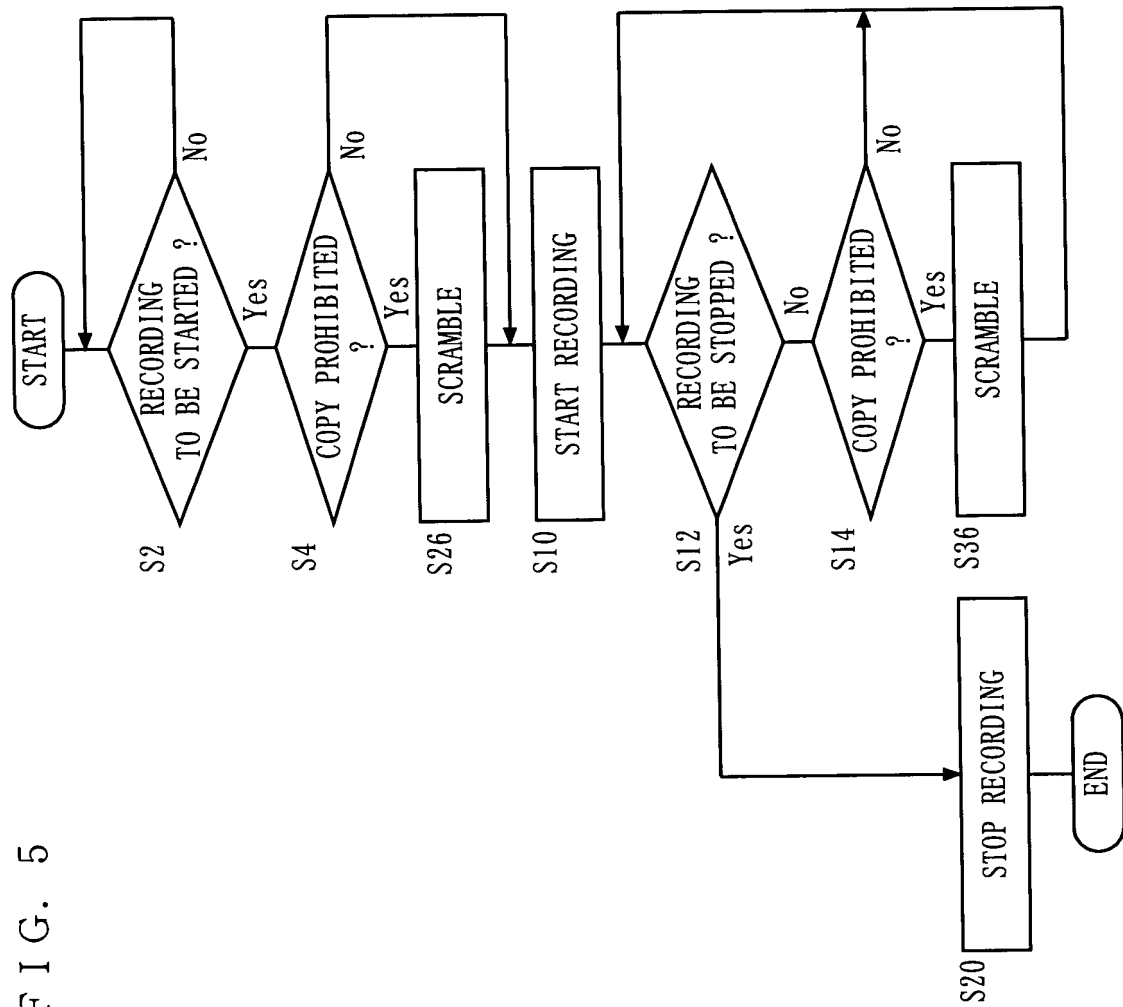 FIG. 5
START
S2
RECORDING
TO BE STARTED ?
No
Yes
S4
COPY PROHIBITED
?
No
Yes
S26
SCRAMBLE
S10
START RECORDING
S12
RECORDING
TO BE STOPPED ?
Yes
No
S14
COPY PROHIBITED
?
No
Yes
S36
SCRAMBLE
S20
STOP RECORDING
END